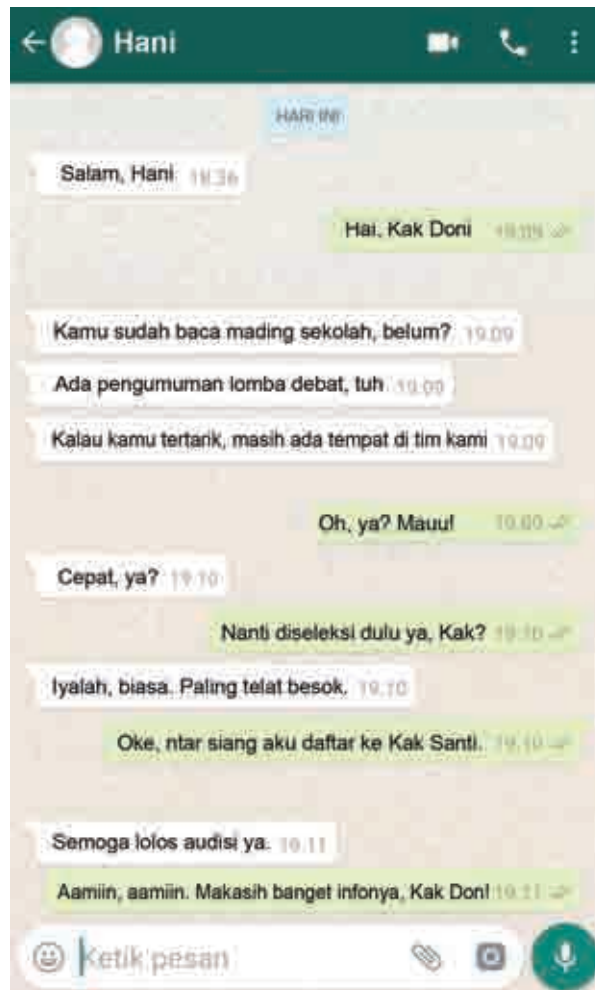 Hani
HARI INI
Salam, Hani
Hai, Kak Doni
Kamu sudah baca mading sekolah, belum? 19.09
Ada pengumuman lomba debat, tuh
Kalau kamu tertarik, masih ada tempat di tim kami 19.09
Oh, ya? Mauu!
Cepat, ya? 19.10
Nanti diseleksi dulu ya, Kak? 19.10
Iyalah, biasa. Paling telat besok. 19.10
Oke, ntar siang aku daftar ke Kak Santi. 19.10
Semoga lolos audisi ya. 19.11
Aamiin, aamiin. Makasih banget infonya, Kak Don! 19.11
Ketik pesan